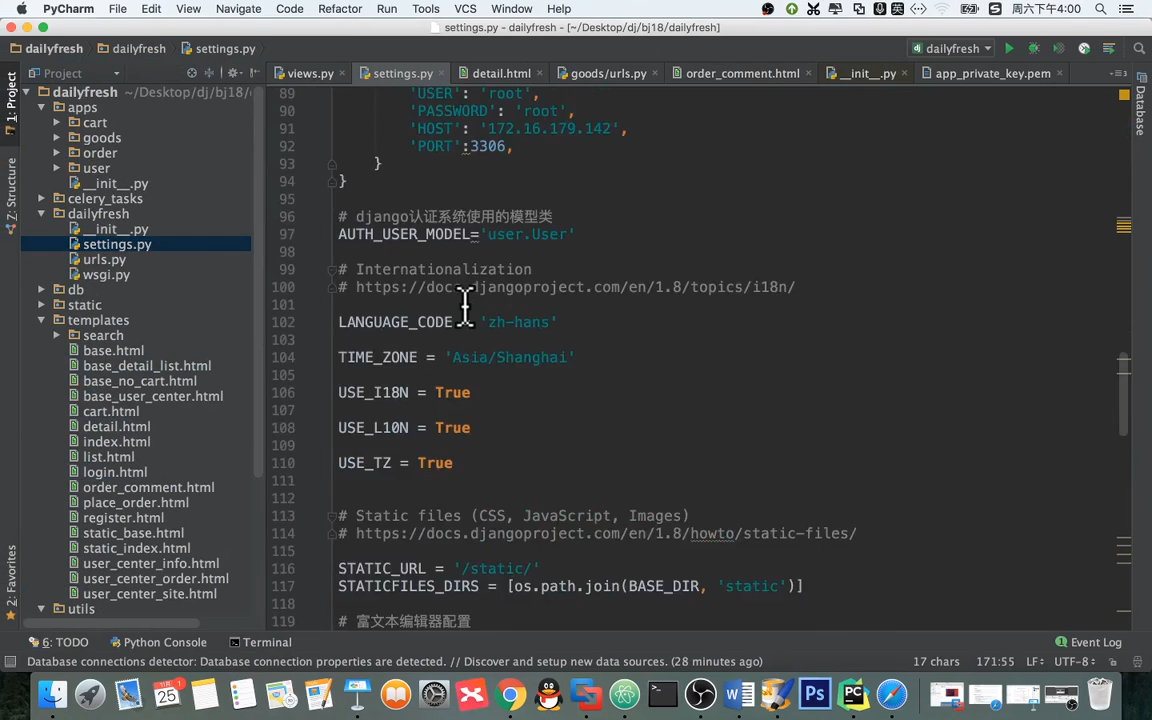 PyCharm File Edit View Navigate Code Refactor Run Tools VCS Window Help 周六下午4:00
settings.py - dailyfresh - [~/Desktop/dj/bj18/dailyfresh]
dailyfresh dailyfresh settings.py dailyfresh
Project views.py settings.py detail.html goods/urls.py order_comment.html __init__.py app_private_key.pem
1: Project
Z: Structure
2: Favorites
Database
dailyfresh ~/Desktop/dj/bj18/dailyfresh
apps
cart
goods
order
user
__init__.py
celery_tasks
dailyfresh
__init__.py
settings.py
urls.py
wsgi.py
db
static
templates
search
base.html
base_detail_list.html
base_no_cart.html
base_user_center.html
cart.html
detail.html
index.html
list.html
login.html
order_comment.html
place_order.html
register.html
static_base.html
static_index.html
user_center_info.html
user_center_order.html
user_center_site.html
utils
89 'USER': 'root',
90 'PASSWORD': 'root',
91 'HOST': '172.16.179.142',
92 'PORT':3306,
93 }
94 }
95
96 # django认证系统使用的模型类
97 AUTH_USER_MODEL='user.User'
98
99 # Internationalization
100 # https://docs.djangoproject.com/en/1.8/topics/i18n/
101
102 LANGUAGE_CODE 'zh-hans'
103
104 TIME_ZONE = 'Asia/Shanghai'
105
106 USE_I18N = True
107
108 USE_L10N = True
109
110 USE_TZ = True
111
112
113 # Static files (CSS, JavaScript, Images)
114 # https://docs.djangoproject.com/en/1.8/howto/static-files/
115
116 STATIC_URL = '/static/'
117 STATICFILES_DIRS = [os.path.join(BASE_DIR, 'static')]
118
119 # 富文本编辑器配置
6: TODO Python Console Terminal 1 Event Log
Database connections detector: Database connection properties are detected. // Discover and setup new data sources. (28 minutes ago) 17 chars 171:55 LF÷ UTF-8÷
25 Ps PC